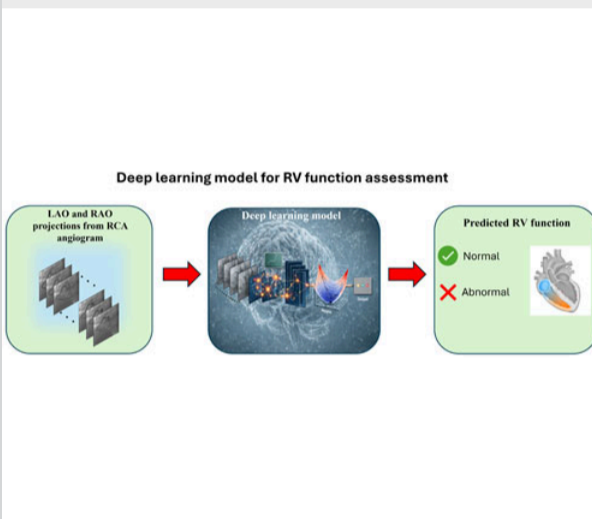 Deep learning model for RV function assessment
LAO and RAO
projections from RCA
angiogram
Deep learning model
Predicted RV function
Normal
Abnormal